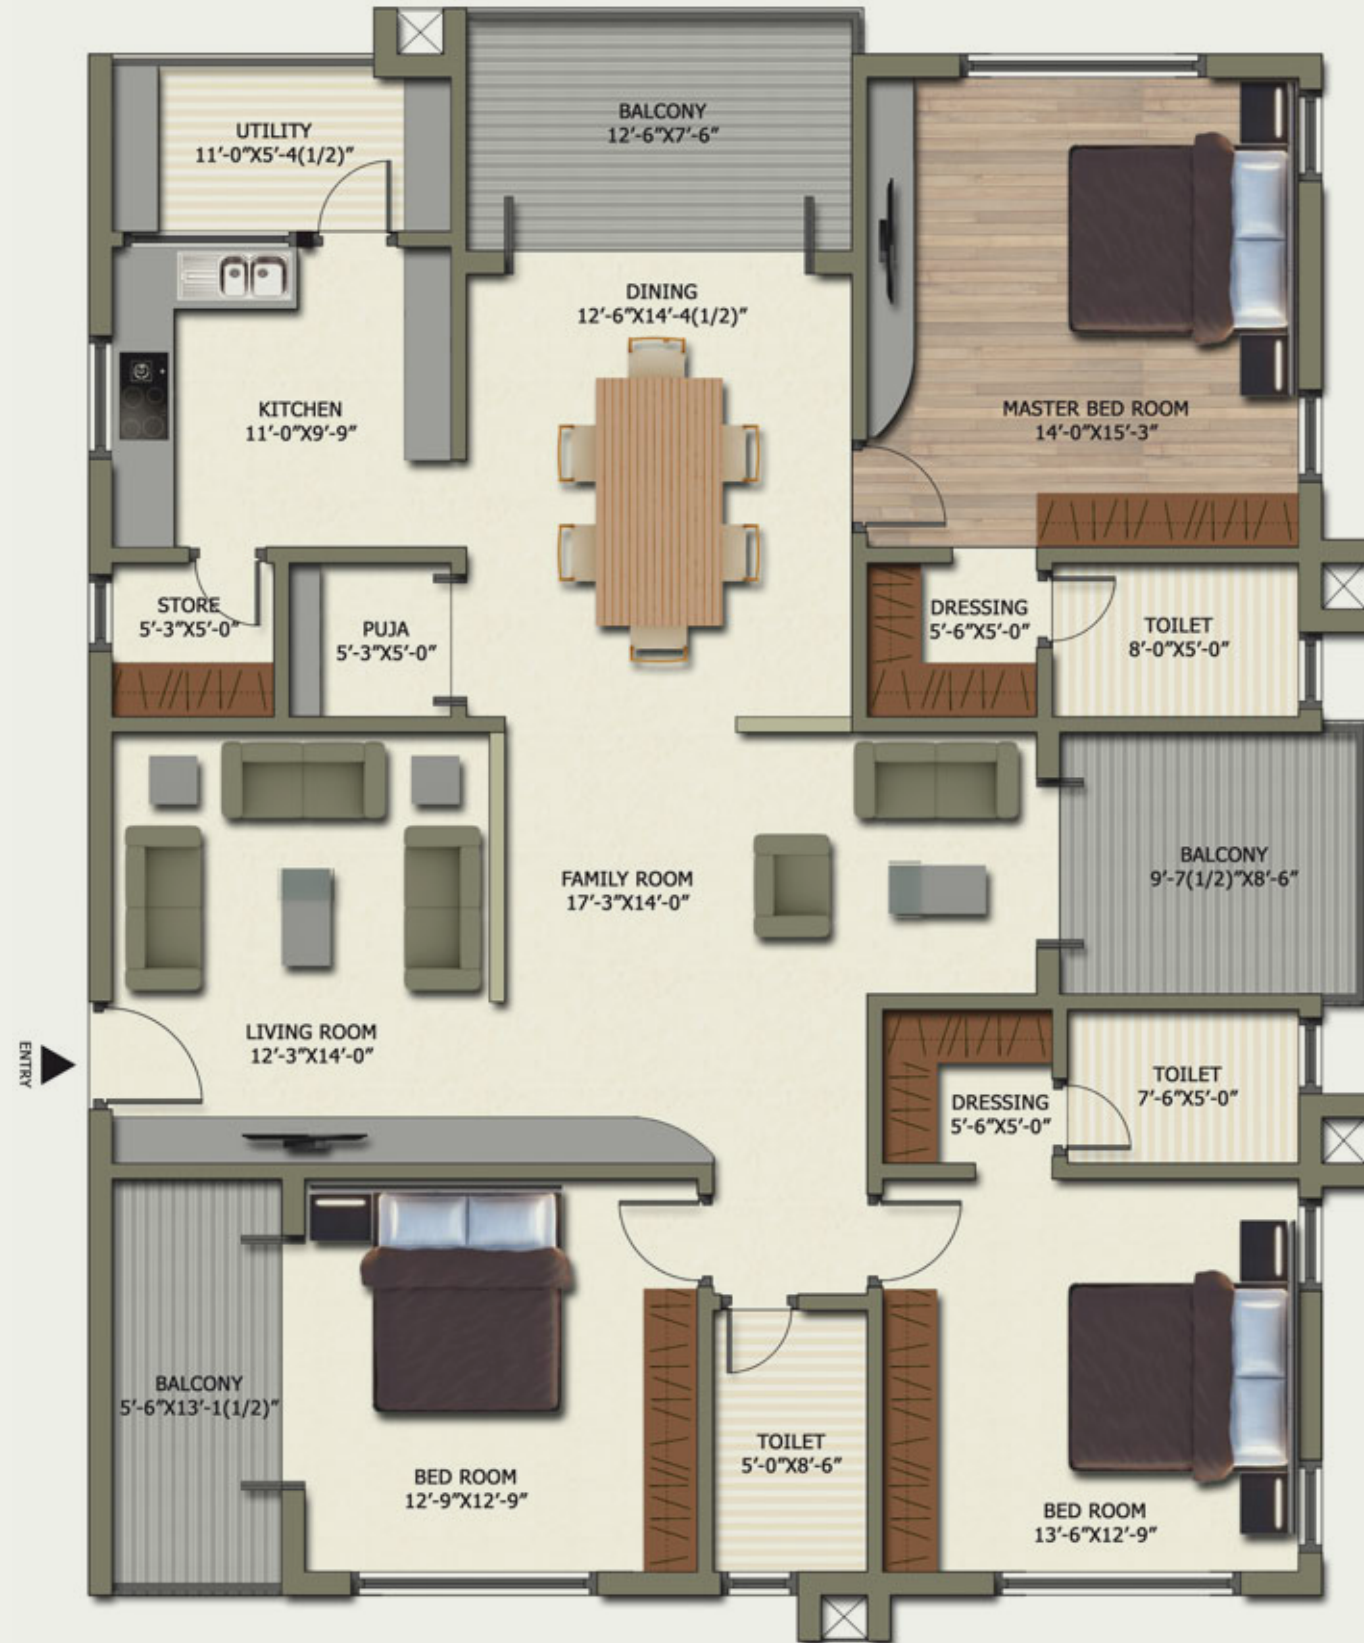 UTILITY
11'-0"X5'-4(1/2)"
BALCONY
12'-6"X7'-6"
DINING
12'-6"X14'-4(1/2)"
KITCHEN
11'-0"X9'-9"
MASTER BED ROOM
14'-0"X15'-3"
STORE
5'-3"X5'-0"
PUJA
5'-3"X5'-0"
DRESSING
5'-6"X5'-0"
TOILET
8'-0"X5'-0"
FAMILY ROOM
17'-3"X14'-0"
BALCONY
9'-7(1/2)"X8'-6"
LIVING ROOM
12'-3"X14'-0"
ENTRY
DRESSING
5'-6"X5'-0"
TOILET
7'-6"X5'-0"
BALCONY
5'-6"X13'-1(1/2)"
BED ROOM
12'-9"X12'-9"
TOILET
5'-0"X8'-6"
BED ROOM
13'-6"X12'-9"